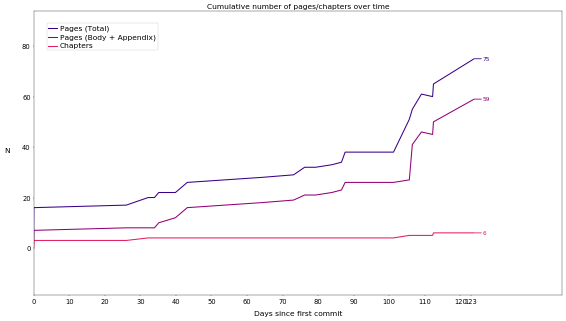 Cumulative number of pages/chapters over time
Pages (Total)
Pages (Body + Appendix)
Chapters
80
60
40
20
0
N
75
59
6
0 10 20 30 40 50 60 70 80 90 100 110 120 123
Days since first commit